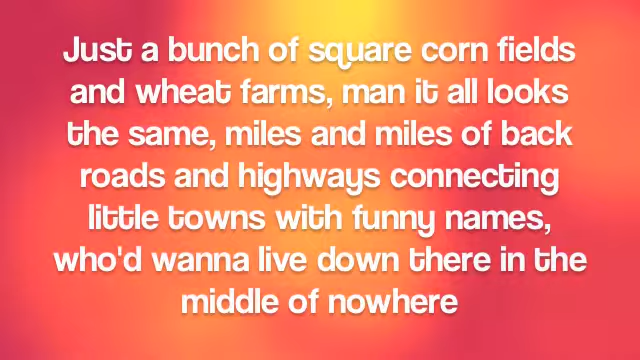 Just a bunch of square corn fields
and wheat farms, man it all looks
the same, miles and miles of back
roads and highways connecting
little towns with funny names,
who'd wanna live down there in the
middle of nowhere